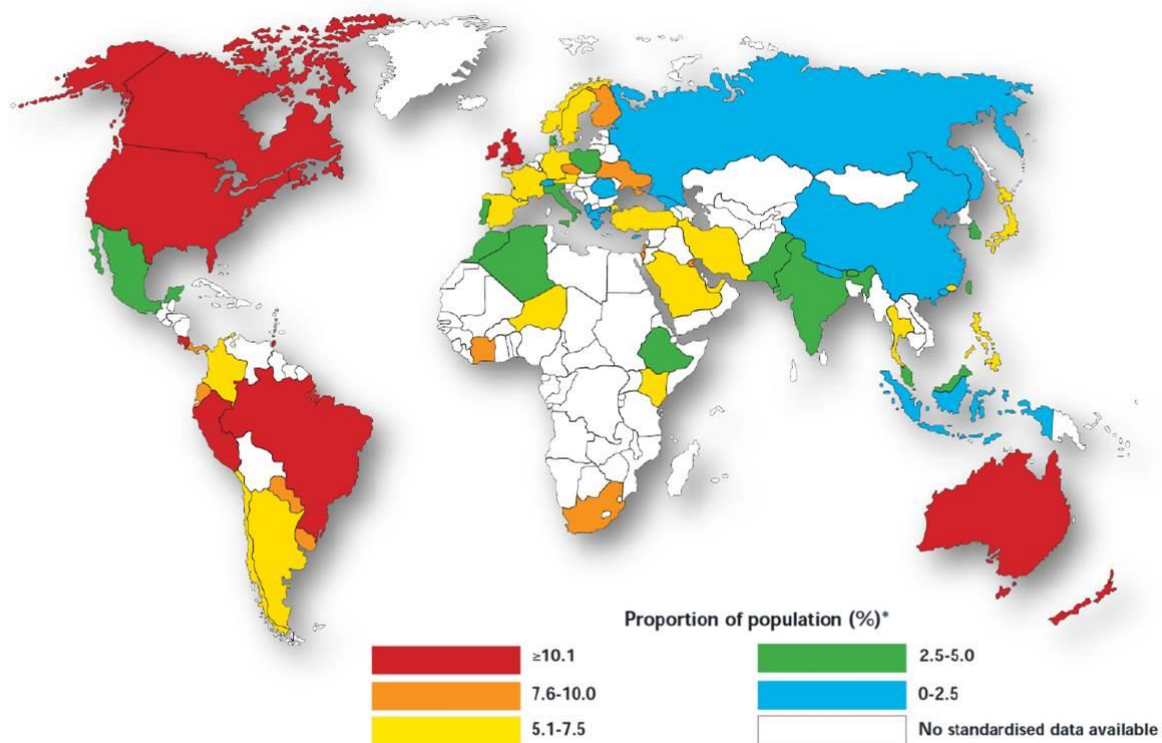 Proportion of population (%)*
≥10.1
7.6-10.0
5.1-7.5
2.5-5.0
0-2.5
No standardised data available